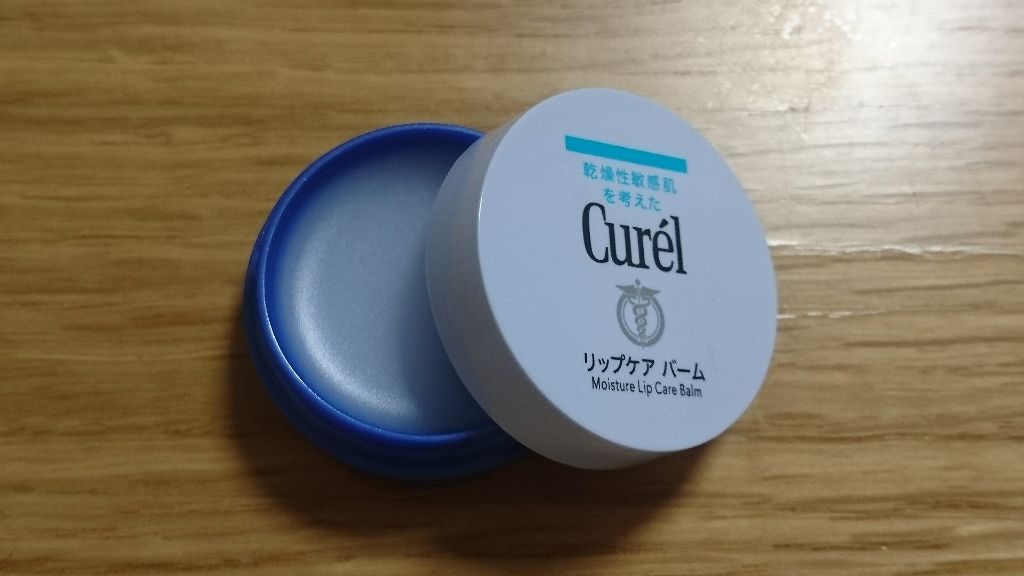 乾燥性敏感肌
を考えた
Curél
リップケア バーム
Moisture Lip Care Balm